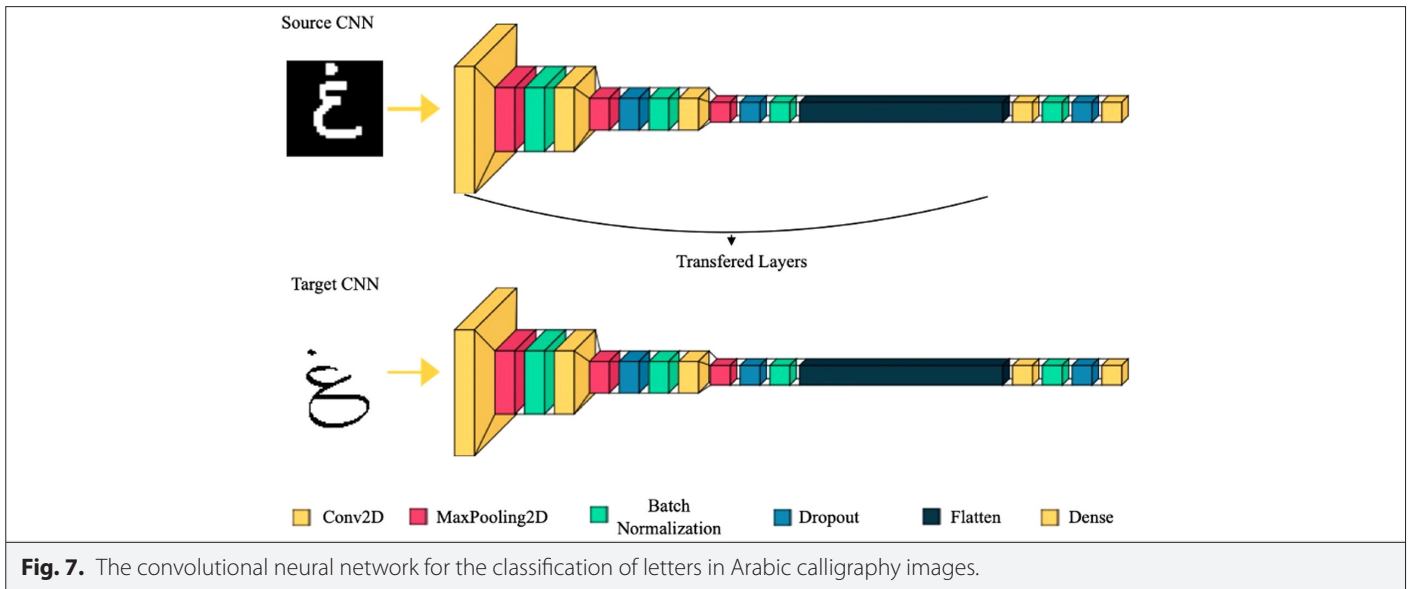 Source CNN
غ
Transfered Layers
Target CNN
غ
Conv2D
MaxPooling2D
Batch
Normalization
Dropout
Flatten
Dense
Fig. 7. The convolutional neural network for the classification of letters in Arabic calligraphy images.